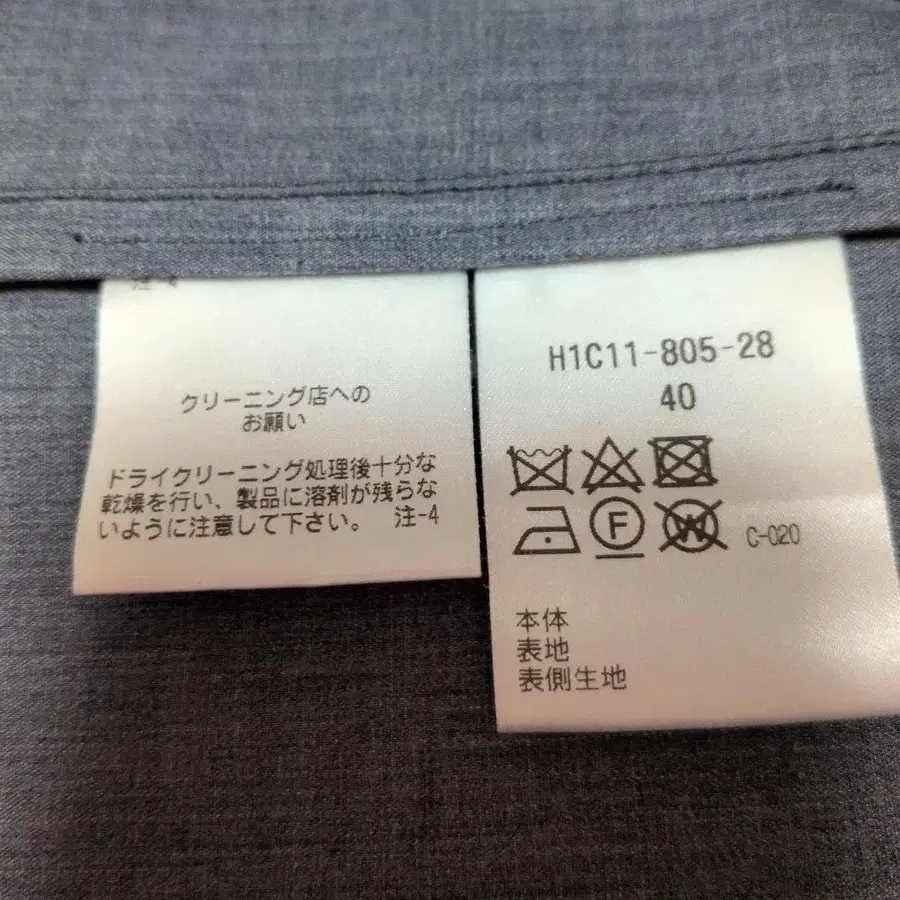 注-4
クリーニング店への
お願い
ドライクリーニング処理後十分な
乾燥を行い、製品に溶剤が残らな
いように注意して下さい。 注-4
H1C11-805-28
40
F
W
C-020
本体
表地
表側生地